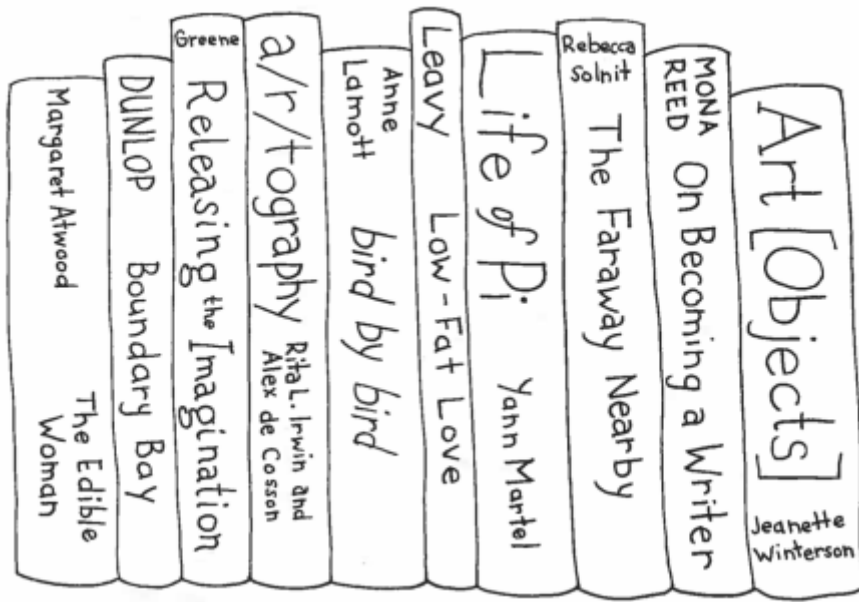 Margaret Atwood
The Edible
Woman
DUNLOP Boundary Bay
Greene
Releasing the Imagination
a/r/tography
Rita L. Irwin and
Alex de Cosson
Anne
Lamott
bird by bird
Leavy Low-Fat Love
Life of Pi
Yann Martel
Rebecca
Solnit
The Faraway Nearby
MONA
REED
On Becoming a Writer
Art [Objects]
Jeanette
Winterson